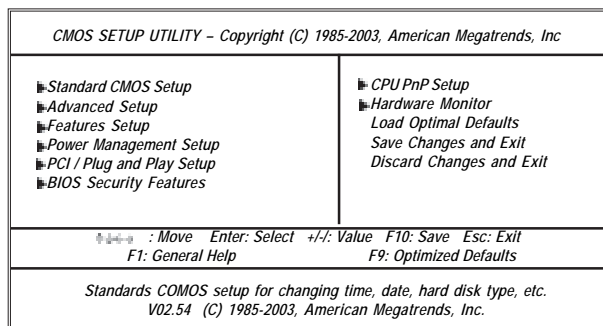 CMOS SETUP UTILITY – Copyright (C) 1985-2003, American Megatrends, Inc
Standard CMOS Setup
Advanced Setup
Features Setup
Power Management Setup
PCI / Plug and Play Setup
BIOS Security Features
CPU PnP Setup
Hardware Monitor
Load Optimal Defaults
Save Changes and Exit
Discard Changes and Exit
: Move Enter: Select +/-/: Value F10: Save Esc: Exit
F1: General Help F9: Optimized Defaults
Standards COMOS setup for changing time, date, hard disk type, etc.
V02.54 (C) 1985-2003, American Megatrends, Inc.